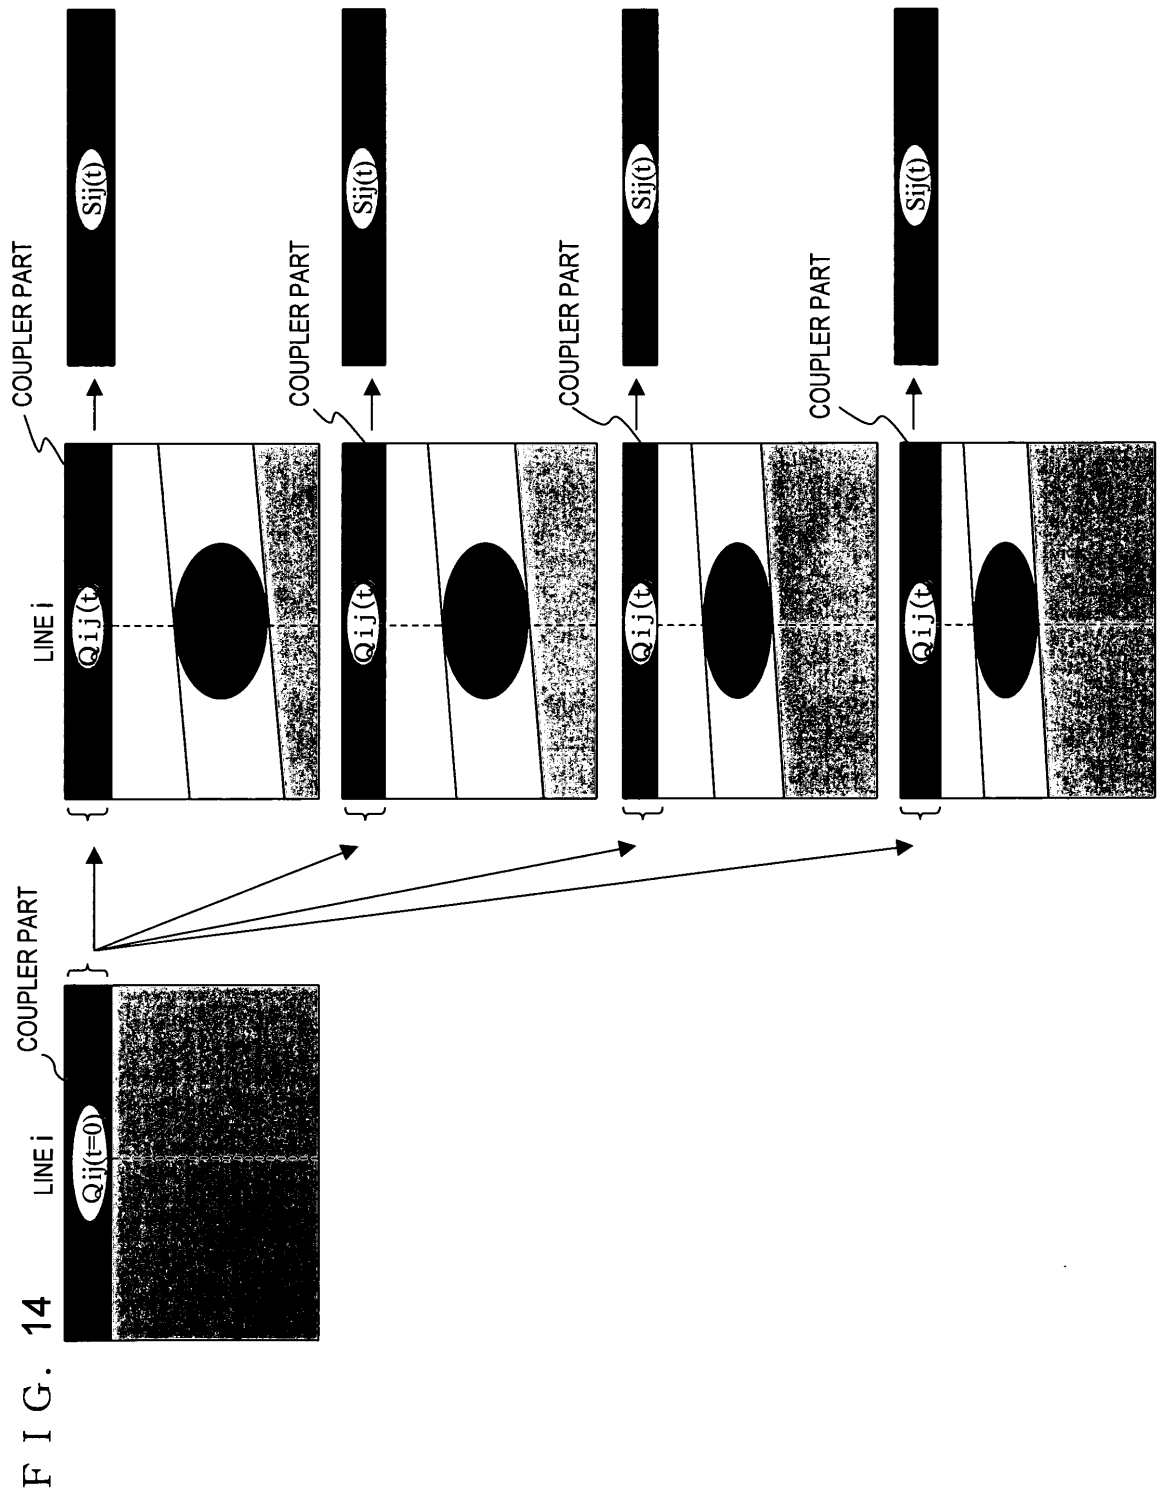 FIG. 14
LINE i
COUPLER PART
Qij(t=0)
LINE i
COUPLER PART
Qij(t)
Sij(t)
COUPLER PART
Qij(t)
Sij(t)
COUPLER PART
Qij(t)
Sij(t)
COUPLER PART
Qij(t)
Sij(t)